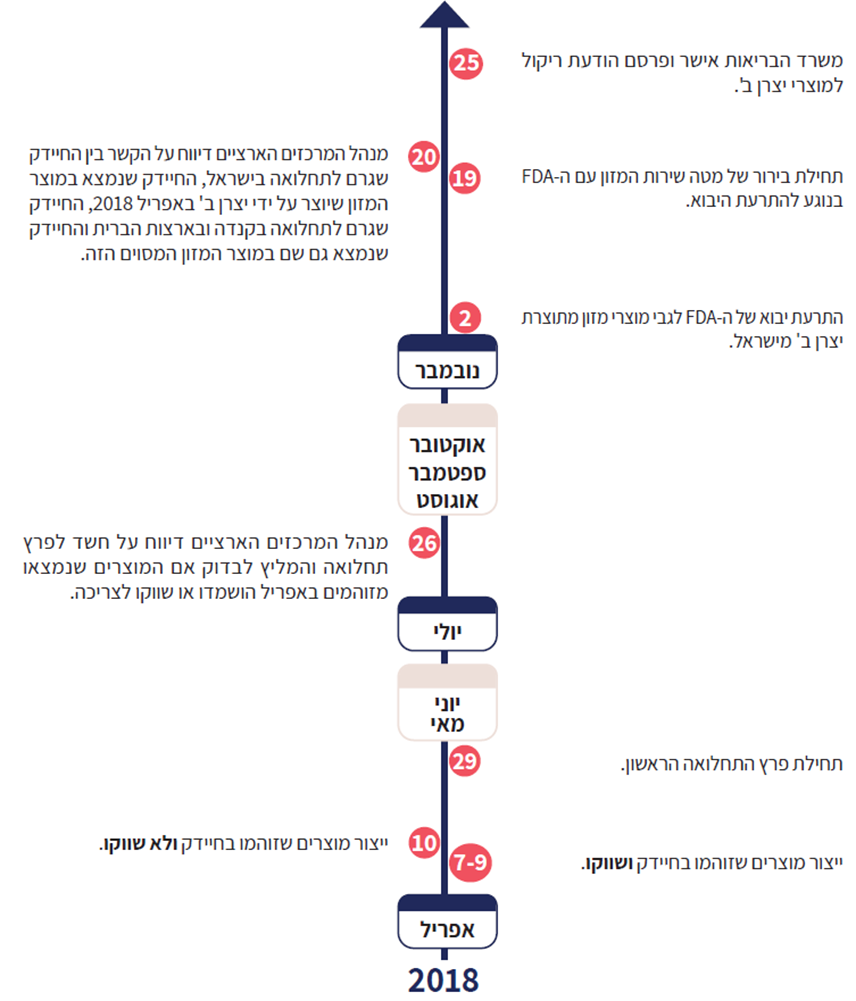 25
משרד הבריאות אישר ופרסם הודעת ריקול
למוצרי יצרן ב'.
20
מנהל המרכזים הארציים דיווח על הקשר בין החיידק
שגרם לתחלואה בישראל, החיידק שנמצא במוצר
המזון שיוצר על ידי יצרן ב' באפריל 2018, החיידק
שגרם לתחלואה בקנדה ובארצות הברית והחיידק
שנמצא גם שם במוצר המזון המסוים הזה.
19
תחילת בירור של מטה שירות המזון עם ה-FDA
בנוגע להתרעת היבוא.
2
התרעת יבוא של ה-FDA לגבי מוצרי מזון מתוצרת
יצרן ב' מישראל.
נובמבר
אוקטובר
ספטמבר
אוגוסט
26
מנהל המרכזים הארציים דיווח על חשד לפרץ
תחלואה והמליץ לבדוק אם המוצרים שנמצאו
מזוהמים באפריל הושמדו או שווקו לצריכה.
יולי
יוני
מאי
29
תחילת פרץ התחלואה הראשון.
10
ייצור מוצרים שזוהמו בחיידק ולא שווקו.
7-9
ייצור מוצרים שזוהמו בחיידק ושווקו.
אפריל
2018